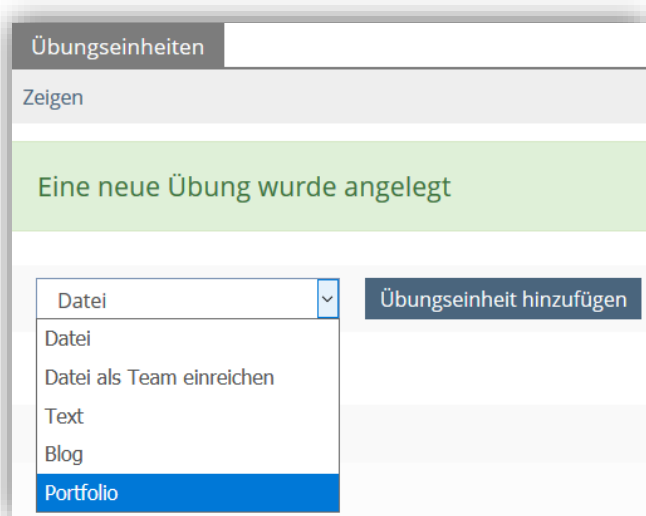 Übungseinheiten
Zeigen
Eine neue Übung wurde angelegt
Datei
Übungseinheit hinzufügen
Datei
Datei als Team einreichen
Text
Blog
Portfolio